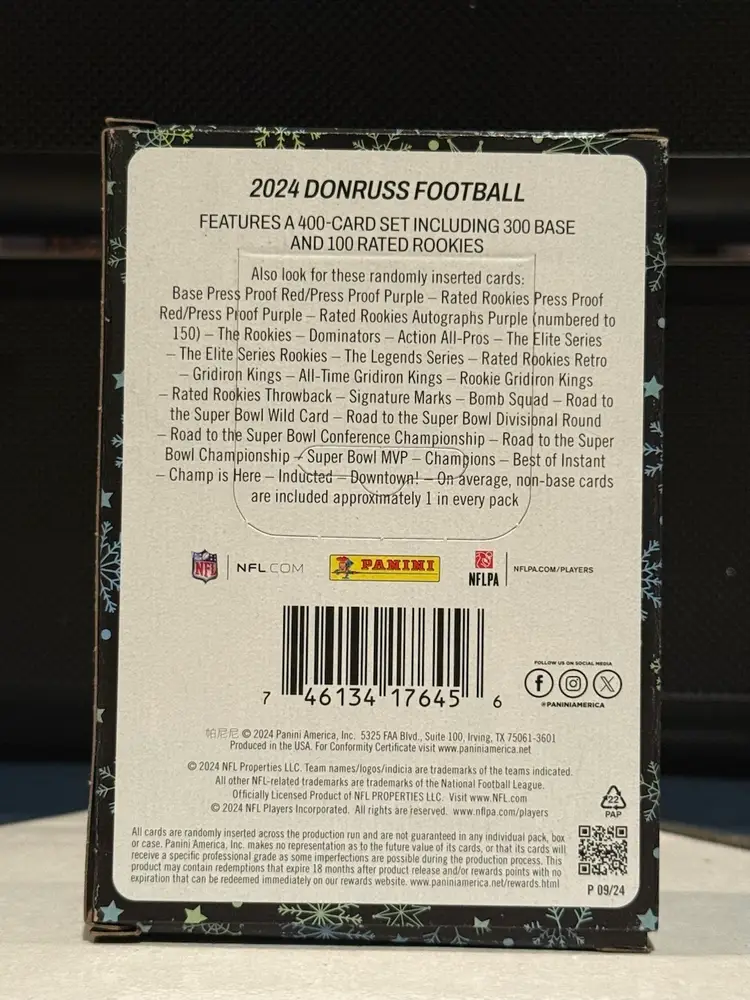 2024 DONRUSS FOOTBALL
FEATURES A 400-CARD SET INCLUDING 300 BASE
AND 100 RATED ROOKIES
Also look for these randomly inserted cards:
Base Press Proof Red/Press Proof Purple – Rated Rookies Press Proof
Red/Press Proof Purple – Rated Rookies Autographs Purple (numbered to
150) – The Rookies – Dominators – Action All-Pros – The Elite Series
– The Elite Series Rookies – The Legends Series – Rated Rookies Retro
– Gridiron Kings – All-Time Gridiron Kings – Rookie Gridiron Kings
– Rated Rookies Throwback – Signature Marks – Bomb Squad – Road to
the Super Bowl Wild Card – Road to the Super Bowl Divisional Round
– Road to the Super Bowl Conference Championship – Road to the Super
Bowl Championship – Super Bowl MVP – Champions – Best of Instant
– Champ is Here – Inducted – Downtown! – On average, non-base cards
are included approximately 1 in every pack
NFL | NFL.COM
PANINI
NFLPA | NFLPA.COM/PLAYERS
7 46134 17645 6
FOLLOW US ON SOCIAL MEDIA
@PANINIAMERICA
帕尼尼 © 2024 Panini America, Inc. 5325 FAA Blvd., Suite 100, Irving, TX 75061-3601
Produced in the USA. For Conformity Certificate visit www.paniniamerica.net
© 2024 NFL Properties LLC. Team names/logos/indicia are trademarks of the teams indicated.
All other NFL-related trademarks are trademarks of the National Football League.
Officially Licensed Product of NFL PROPERTIES LLC. Visit www.NFL.com
© 2024 NFL Players Incorporated. All rights are reserved. www.nflpa.com/players
22
PAP
All cards are randomly inserted across the production run and are not guaranteed in any individual pack, box
or case. Panini America, Inc. makes no representation as to the future value of its cards, or that its cards will
receive a specific professional grade as some imperfections are possible during the production process. This
product may contain redemptions that expire 18 months after product release and/or rewards points with no
expiration that can be redeemed immediately on our rewards website. www.paniniamerica.net/rewards.html
P 09/24